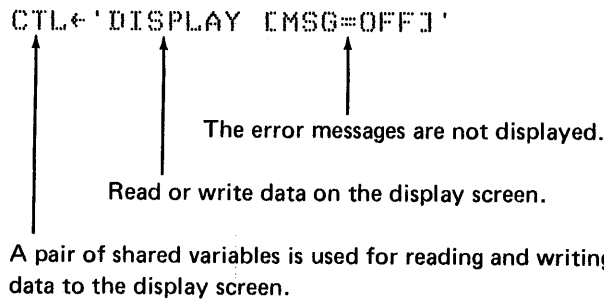 CTL←'DISPLAY [MSG=OFF]'
The error messages are not displayed.
Read or write data on the display screen.
A pair of shared variables is used for reading and writing
data to the display screen.